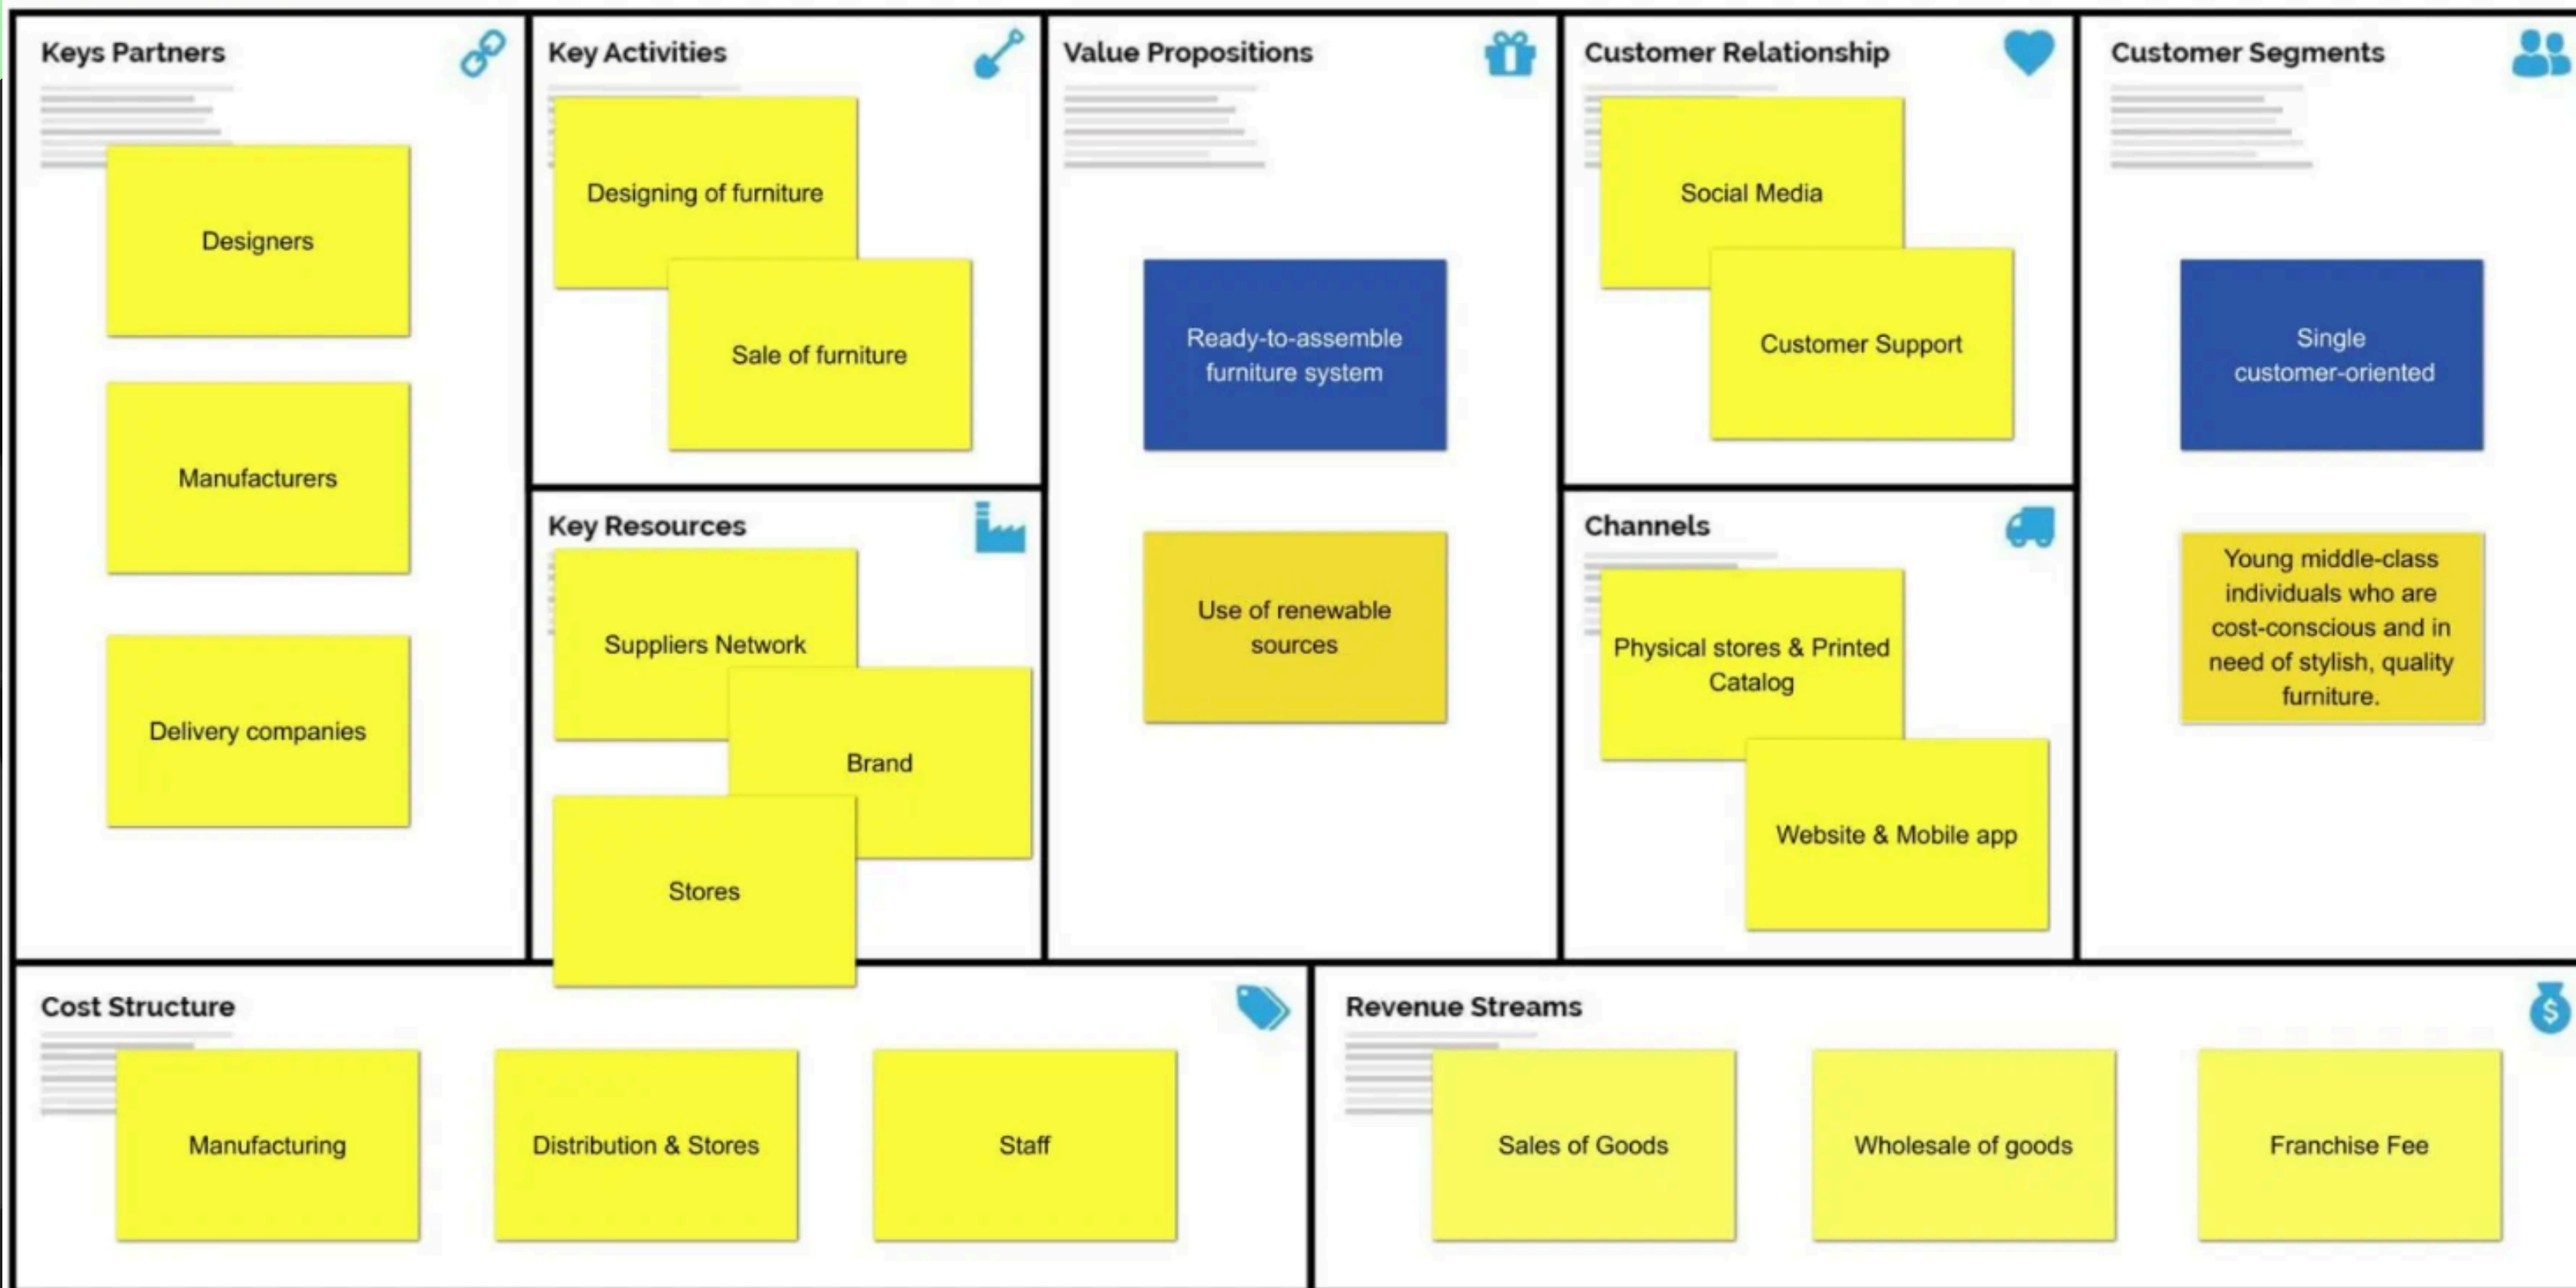 Keys Partners
Designers
Manufacturers
Delivery companies
Key Activities
Designing of furniture
Sale of furniture
Key Resources
Suppliers Network
Brand
Stores
Value Propositions
Ready-to-assemble
furniture system
Use of renewable
sources
Customer Relationship
Social Media
Customer Support
Channels
Physical stores & Printed
Catalog
Website & Mobile app
Customer Segments
Single
customer-oriented
Young middle-class
individuals who are
cost-conscious and in
need of stylish, quality
furniture.
Cost Structure
Manufacturing
Distribution & Stores
Staff
Revenue Streams
$
Sales of Goods
Wholesale of goods
Franchise Fee